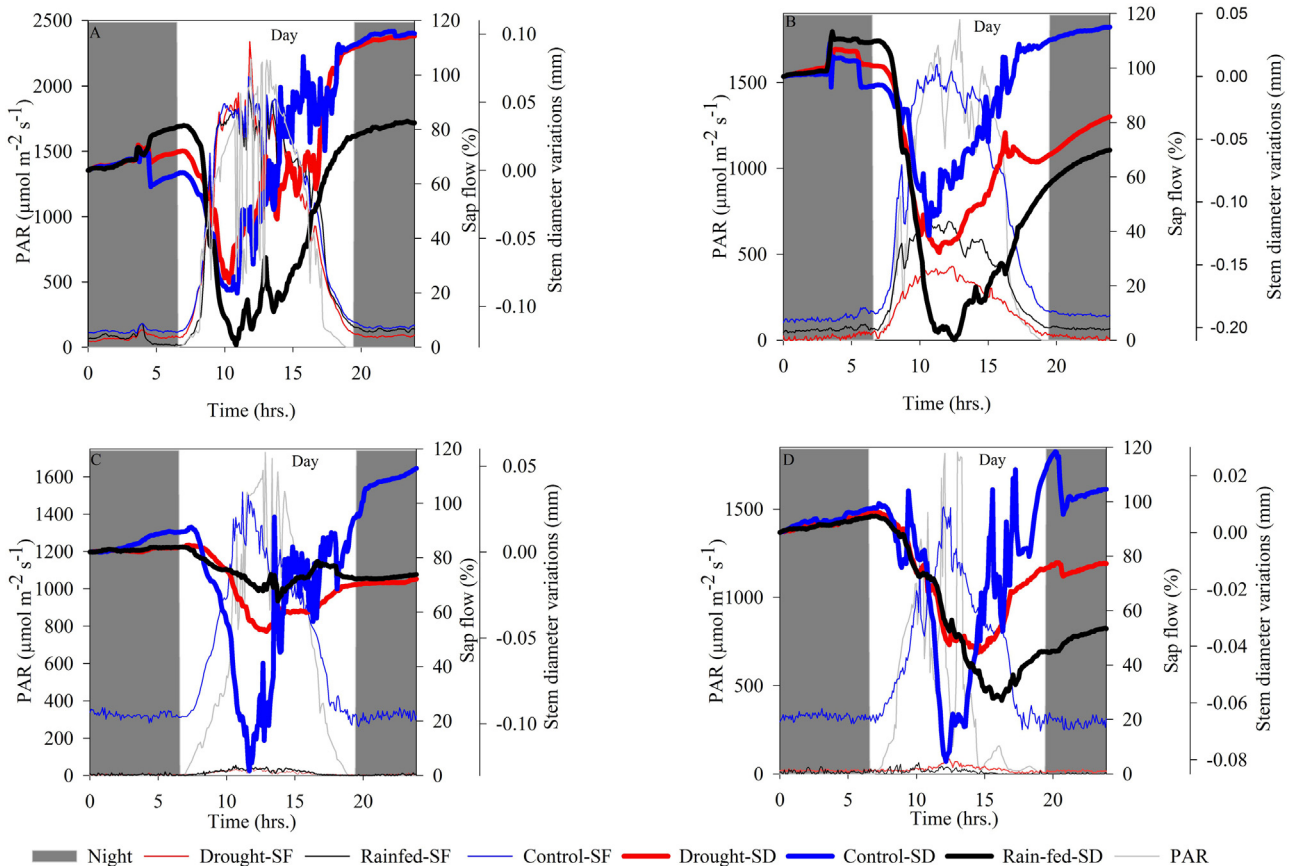 A
Day
2500
2000
1500
1000
500
0
PAR (µmol m⁻² s⁻¹)
0 5 10 15 20
Time (hrs.)
120
100
80
60
40
20
0
Sap flow (%)
0.10
0.05
0.00
-0.05
-0.10
Stem diameter variations (mm)
B
Day
1500
1000
500
0
PAR (µmol m⁻² s⁻¹)
0 5 10 15 20
Time (hrs.)
120
100
80
60
40
20
0
Sap flow (%)
0.05
0.00
-0.05
-0.10
-0.15
-0.20
Stem diameter variations (mm)
C
Day
1600
1400
1200
1000
800
600
400
200
0
PAR (µmol m⁻² s⁻¹)
0 5 10 15 20
Time (hrs.)
120
100
80
60
40
20
0
Sap flow (%)
0.05
0.00
-0.05
-0.10
Stem diameter variations (mm)
D
Day
1500
1000
500
0
PAR (µmol m⁻² s⁻¹)
0 5 10 15 20
Time (hrs.)
120
100
80
60
40
20
0
Sap flow (%)
0.02
0.00
-0.02
-0.04
-0.06
-0.08
Stem diameter variations (mm)
Night Drought-SF Rainfed-SF Control-SF Drought-SD Control-SD Rain-fed-SD PAR